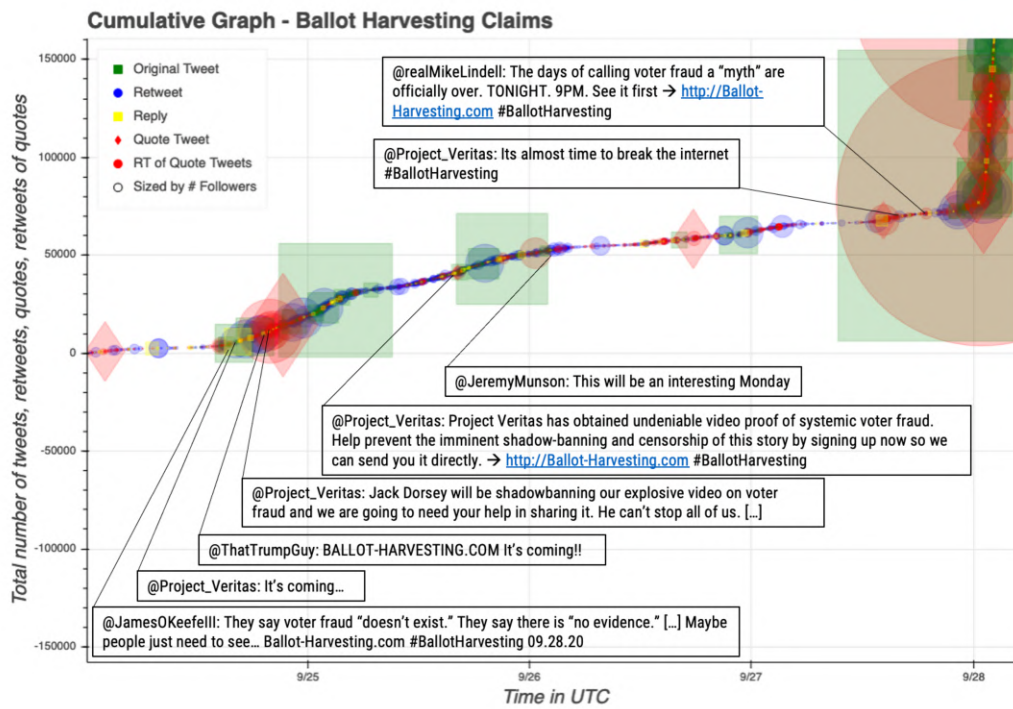 Cumulative Graph - Ballot Harvesting Claims
Total number of tweets, retweets, quotes, retweets of quotes
150000
100000
50000
0
-50000
-100000
-150000
Original Tweet
Retweet
Reply
Quote Tweet
RT of Quote Tweets
Sized by # Followers
@realMikeLindell: The days of calling voter fraud a “myth” are
officially over. TONIGHT. 9PM. See it first → http://Ballot-
Harvesting.com #BallotHarvesting
@Project_Veritas: Its almost time to break the internet
#BallotHarvesting
@JeremyMunson: This will be an interesting Monday
@Project_Veritas: Project Veritas has obtained undeniable video proof of systemic voter fraud.
Help prevent the imminent shadow-banning and censorship of this story by signing up now so we
can send you it directly. → http://Ballot-Harvesting.com #BallotHarvesting
@Project_Veritas: Jack Dorsey will be shadowbanning our explosive video on voter
fraud and we are going to need your help in sharing it. He can’t stop all of us. […]
@ThatTrumpGuy: BALLOT-HARVESTING.COM It’s coming!!
@Project_Veritas: It’s coming…
@JamesOKeefeIII: They say voter fraud “doesn’t exist.” They say there is “no evidence.” […] Maybe
people just need to see… Ballot-Harvesting.com #BallotHarvesting 09.28.20
9/25
9/26
9/27
9/28
Time in UTC